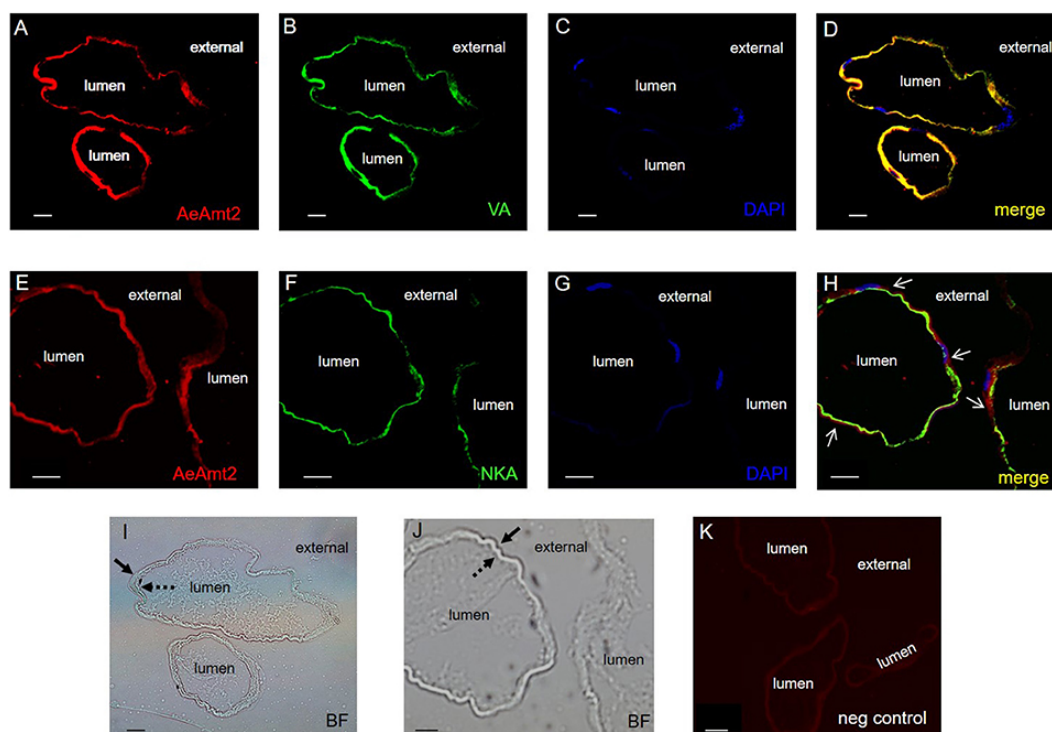 A
external
lumen
lumen
AeAmt2
B
external
lumen
lumen
VA
C
external
lumen
lumen
DAPI
D
external
lumen
lumen
merge
E
external
lumen
lumen
AeAmt2
F
external
lumen
lumen
NKA
G
external
lumen
lumen
DAPI
H
external
lumen
lumen
merge
I
external
lumen
lumen
BF
J
external
lumen
lumen
BF
K
lumen
external
lumen
lumen
neg control